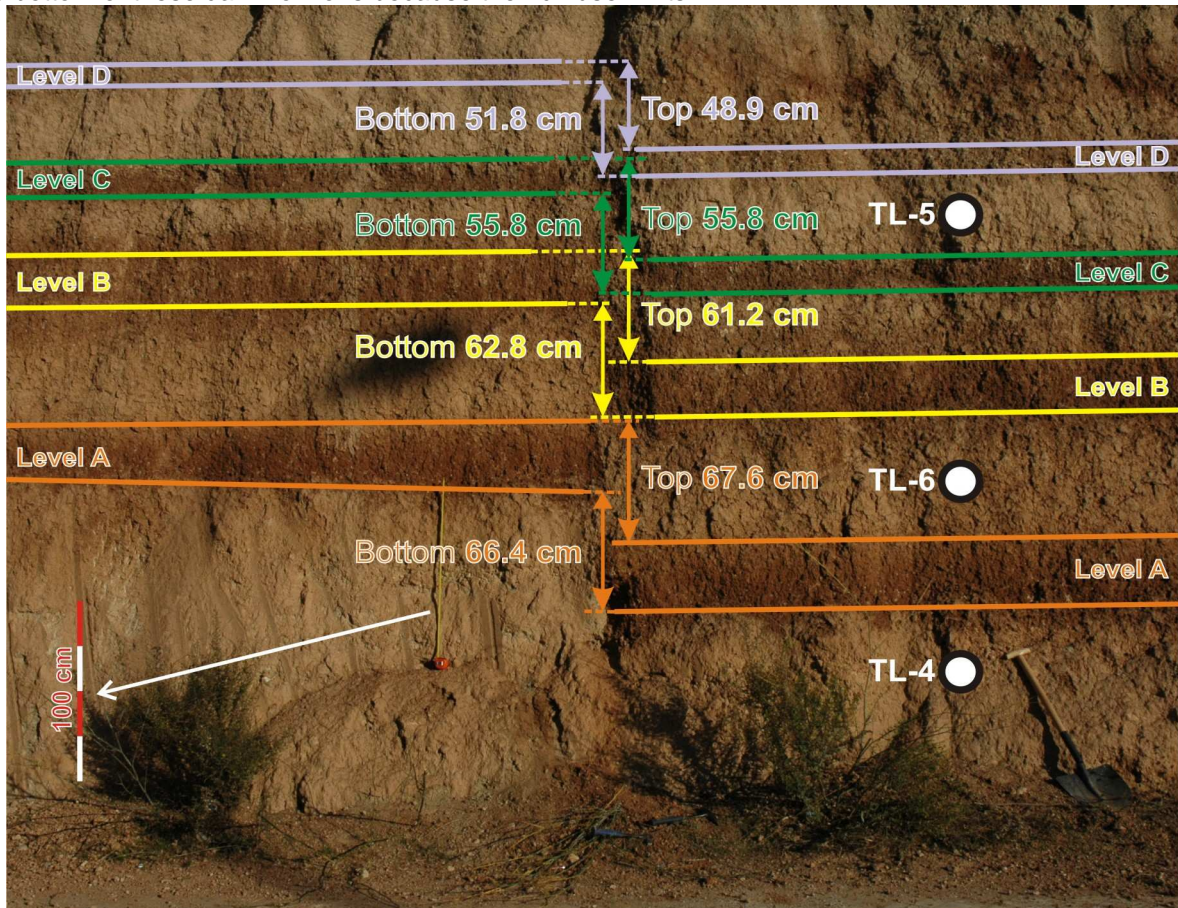 Level D
Bottom 51.8 cm
Top 48.9 cm
Level D
Level C
TL-5
Bottom 55.8 cm
Top 55.8 cm
Level C
Level B
Top 61.2 cm
Bottom 62.8 cm
Level B
Level A
Top 67.6 cm
TL-6
Bottom 66.4 cm
Level A
100 cm
TL-4